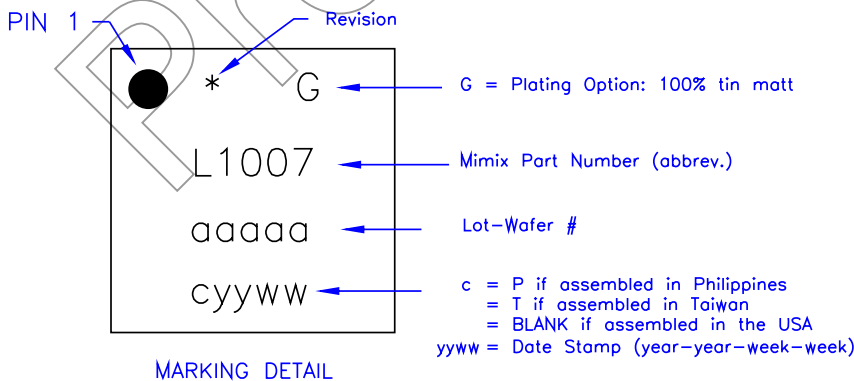 PIN 1
Revision
* G
G = Plating Option: 100% tin matt
L1007
Mimix Part Number (abbrev.)
aaaaa
Lot-Wafer #
cyyww
c = P if assembled in Philippines
= T if assembled in Taiwan
= BLANK if assembled in the USA
yyww = Date Stamp (year-year-week-week)
MARKING DETAIL